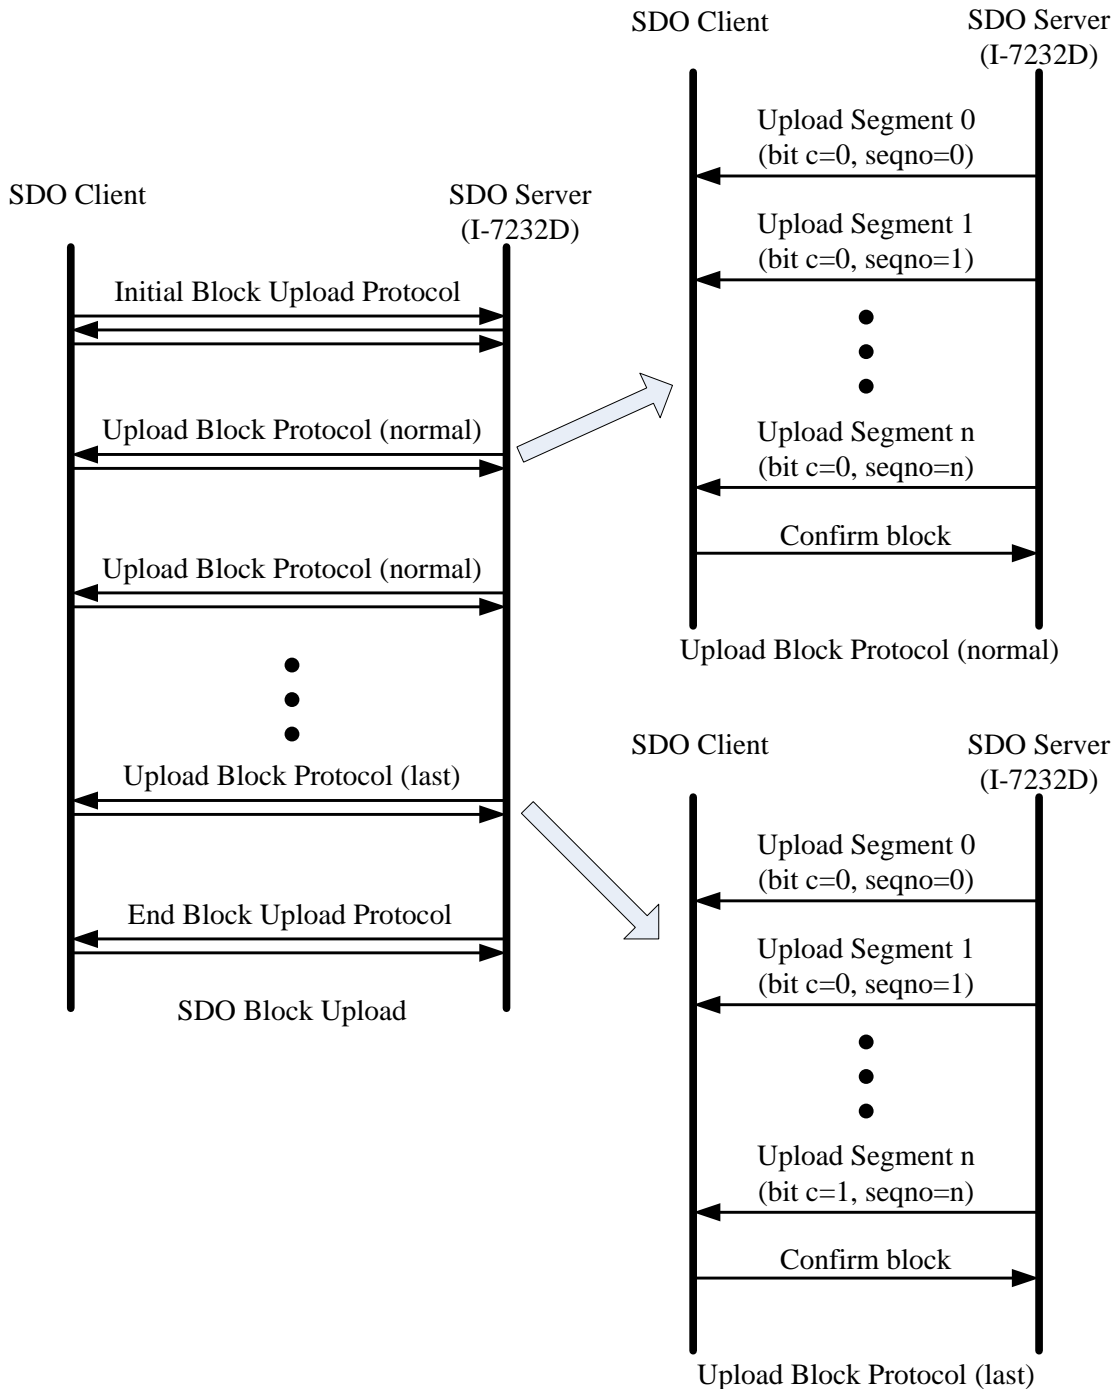 SDO Client
SDO Server
(I-7232D)
Initial Block Upload Protocol
Upload Block Protocol (normal)
Upload Block Protocol (normal)
Upload Block Protocol (last)
End Block Upload Protocol
SDO Block Upload
SDO Client
SDO Server
(I-7232D)
Upload Segment 0
(bit c=0, seqno=0)
Upload Segment 1
(bit c=0, seqno=1)
Upload Segment n
(bit c=0, seqno=n)
Confirm block
Upload Block Protocol (normal)
SDO Client
SDO Server
(I-7232D)
Upload Segment 0
(bit c=0, seqno=0)
Upload Segment 1
(bit c=0, seqno=1)
Upload Segment n
(bit c=1, seqno=n)
Confirm block
Upload Block Protocol (last)